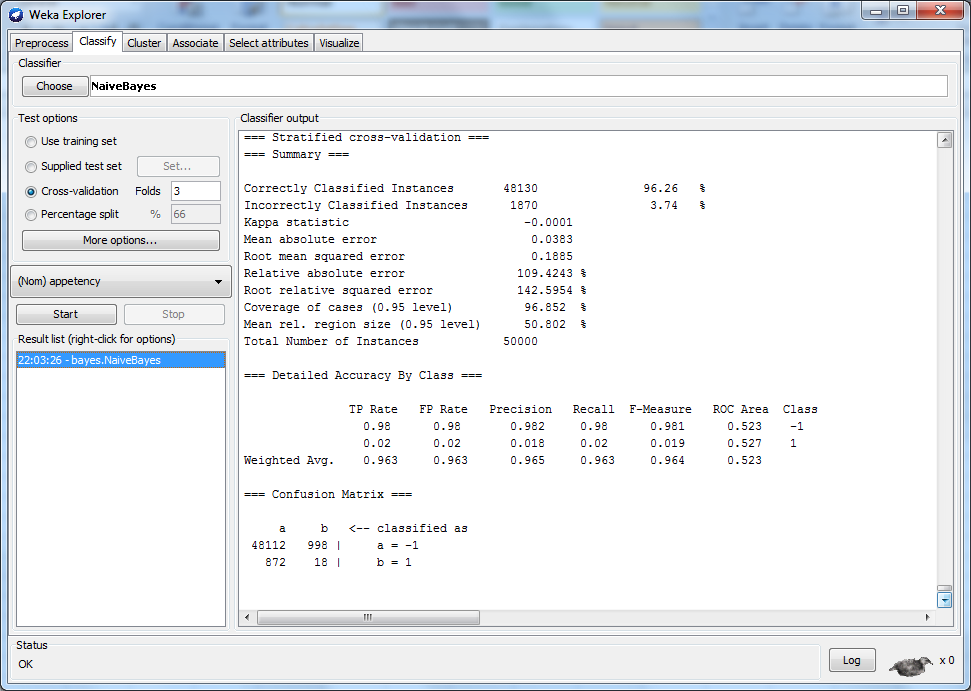 Weka Explorer
Preprocess Classify Cluster Associate Select attributes Visualize
Classifier
Choose NaiveBayes
Test options
Use training set
Supplied test set Set...
Cross-validation Folds 3
Percentage split % 66
More options...
(Nom) appetency
Start Stop
Result list (right-click for options)
22:03:26 - bayes.NaiveBayes
Classifier output
=== Stratified cross-validation ===
=== Summary ===
Correctly Classified Instances 48130 96.26 %
Incorrectly Classified Instances 1870 3.74 %
Kappa statistic -0.0001
Mean absolute error 0.0383
Root mean squared error 0.1885
Relative absolute error 109.4243 %
Root relative squared error 142.5954 %
Coverage of cases (0.95 level) 96.852 %
Mean rel. region size (0.95 level) 50.802 %
Total Number of Instances 50000
=== Detailed Accuracy By Class ===
TP Rate FP Rate Precision Recall F-Measure ROC Area Class
0.98 0.98 0.982 0.98 0.981 0.523 -1
0.02 0.02 0.018 0.02 0.019 0.527 1
Weighted Avg. 0.963 0.963 0.965 0.963 0.964 0.523
=== Confusion Matrix ===
a b <-- classified as
48112 998 | a = -1
872 18 | b = 1
Status
OK
Log x 0